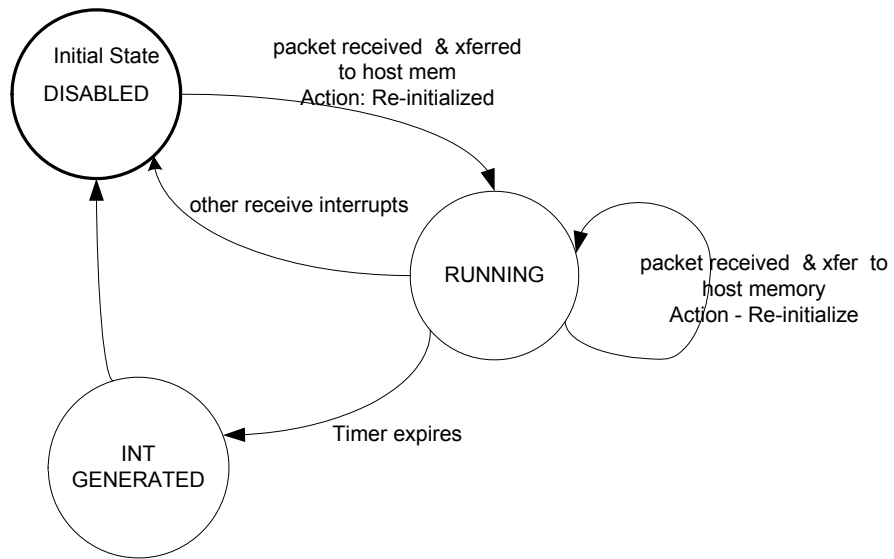 Initial State
DISABLED
packet received & xferred
to host mem
Action: Re-initialized
other receive interrupts
RUNNING
packet received & xfer to
host memory
Action - Re-initialize
Timer expires
INT
GENERATED